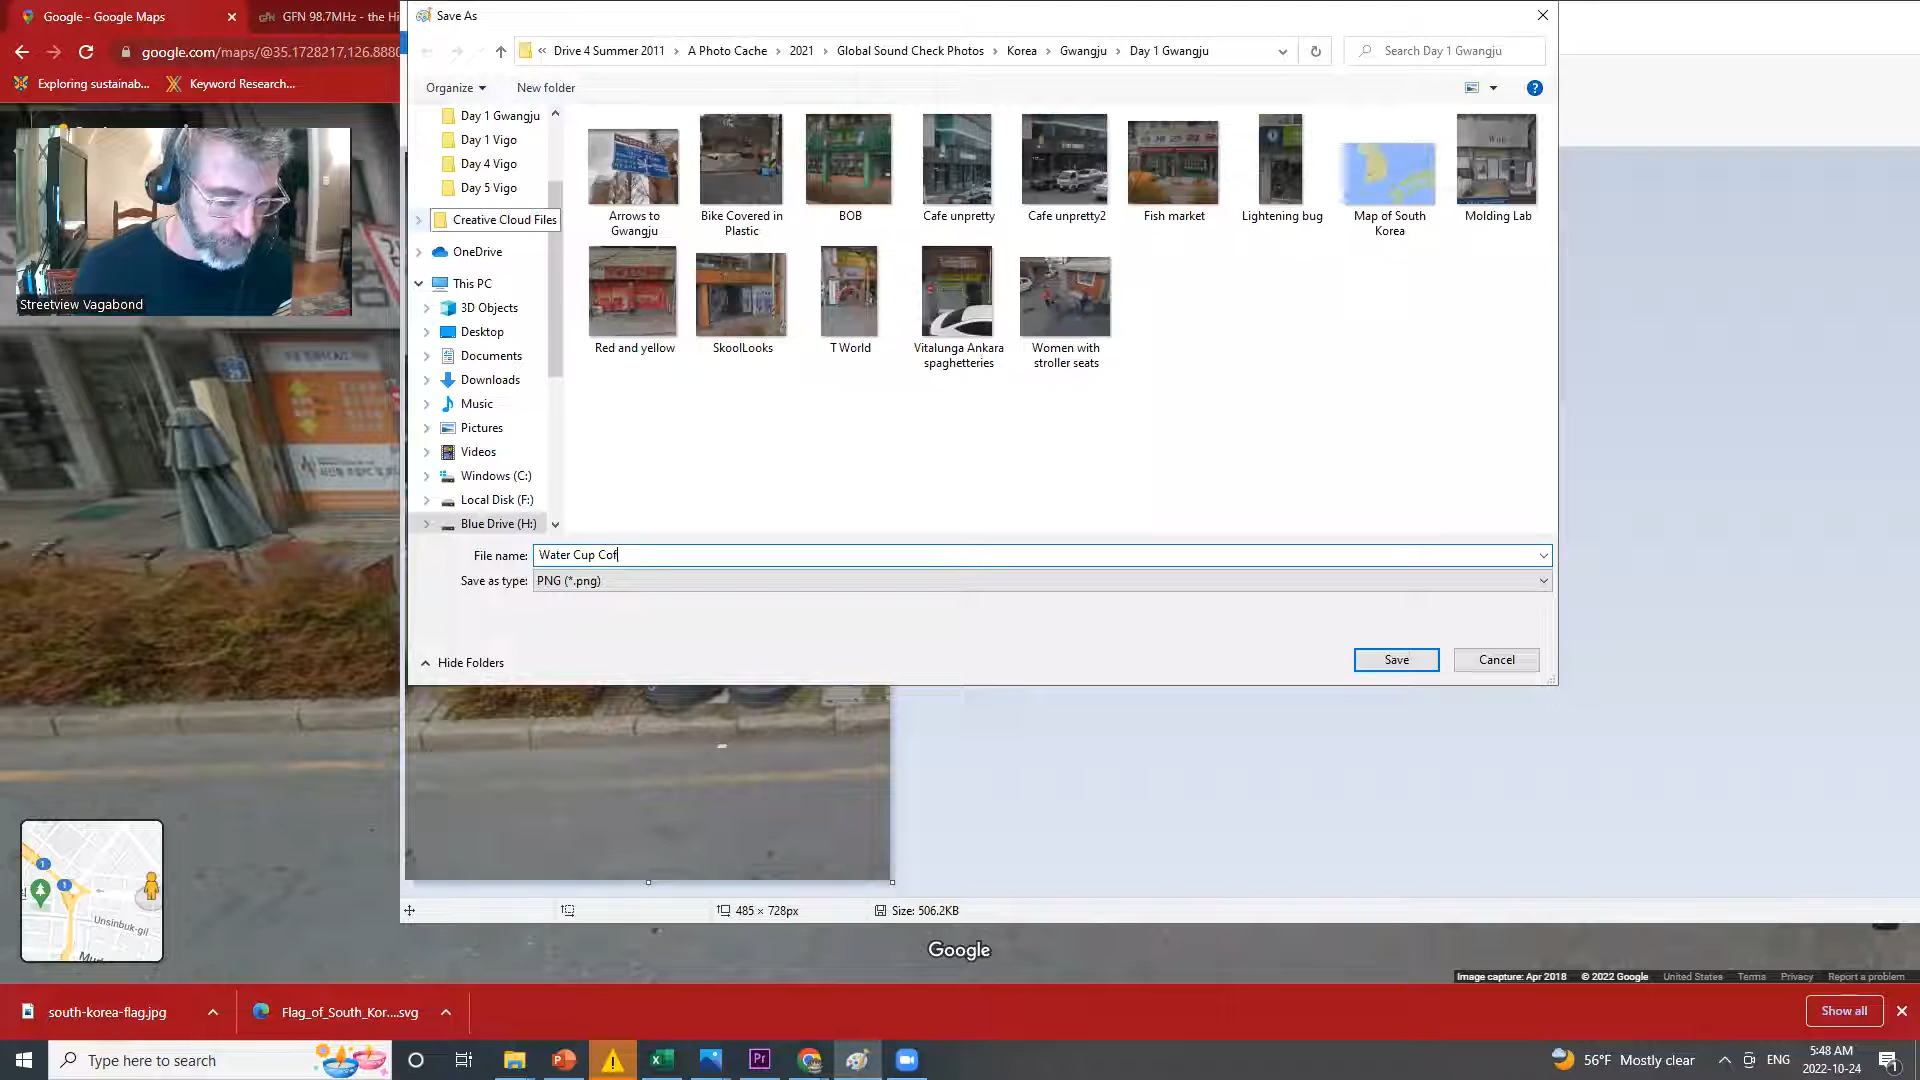 Google - Google Maps
GFN 98.7MHz - the Hi
google.com/maps/@35.1728217,126.8880
Exploring sustainab...
Keyword Research...
Streetview Vagabond
Save As
« Drive 4 Summer 2011 > A Photo Cache > 2021 > Global Sound Check Photos > Korea > Gwangju > Day 1 Gwangju
Search Day 1 Gwangju
Organize
New folder
Day 1 Gwangju
Day 1 Vigo
Day 4 Vigo
Day 5 Vigo
Creative Cloud Files
OneDrive
This PC
3D Objects
Desktop
Documents
Downloads
Music
Pictures
Videos
Windows (C:)
Local Disk (F:)
Blue Drive (H:)
Arrows to
Gwangju
Bike Covered in
Plastic
BOB
Cafe unpretty
Cafe unpretty2
Fish market
Lightening bug
Map of South
Korea
Molding Lab
Red and yellow
SkoolLooks
T World
Vitalunga Ankara
spaghetteries
Women with
stroller seats
File name:
Water Cup Cof
Save as type:
PNG (*.png)
Hide Folders
Save
Cancel
485 × 728px
Size: 506.2KB
1
1
Unsinbuk-gil
Google
Image capture: Apr 2018
© 2022 Google
United States
Terms
Privacy
Report a problem
south-korea-flag.jpg
Flag_of_South_Kor....svg
Show all
Type here to search
56°F Mostly clear
ENG
5:48 AM
2022-10-24
1